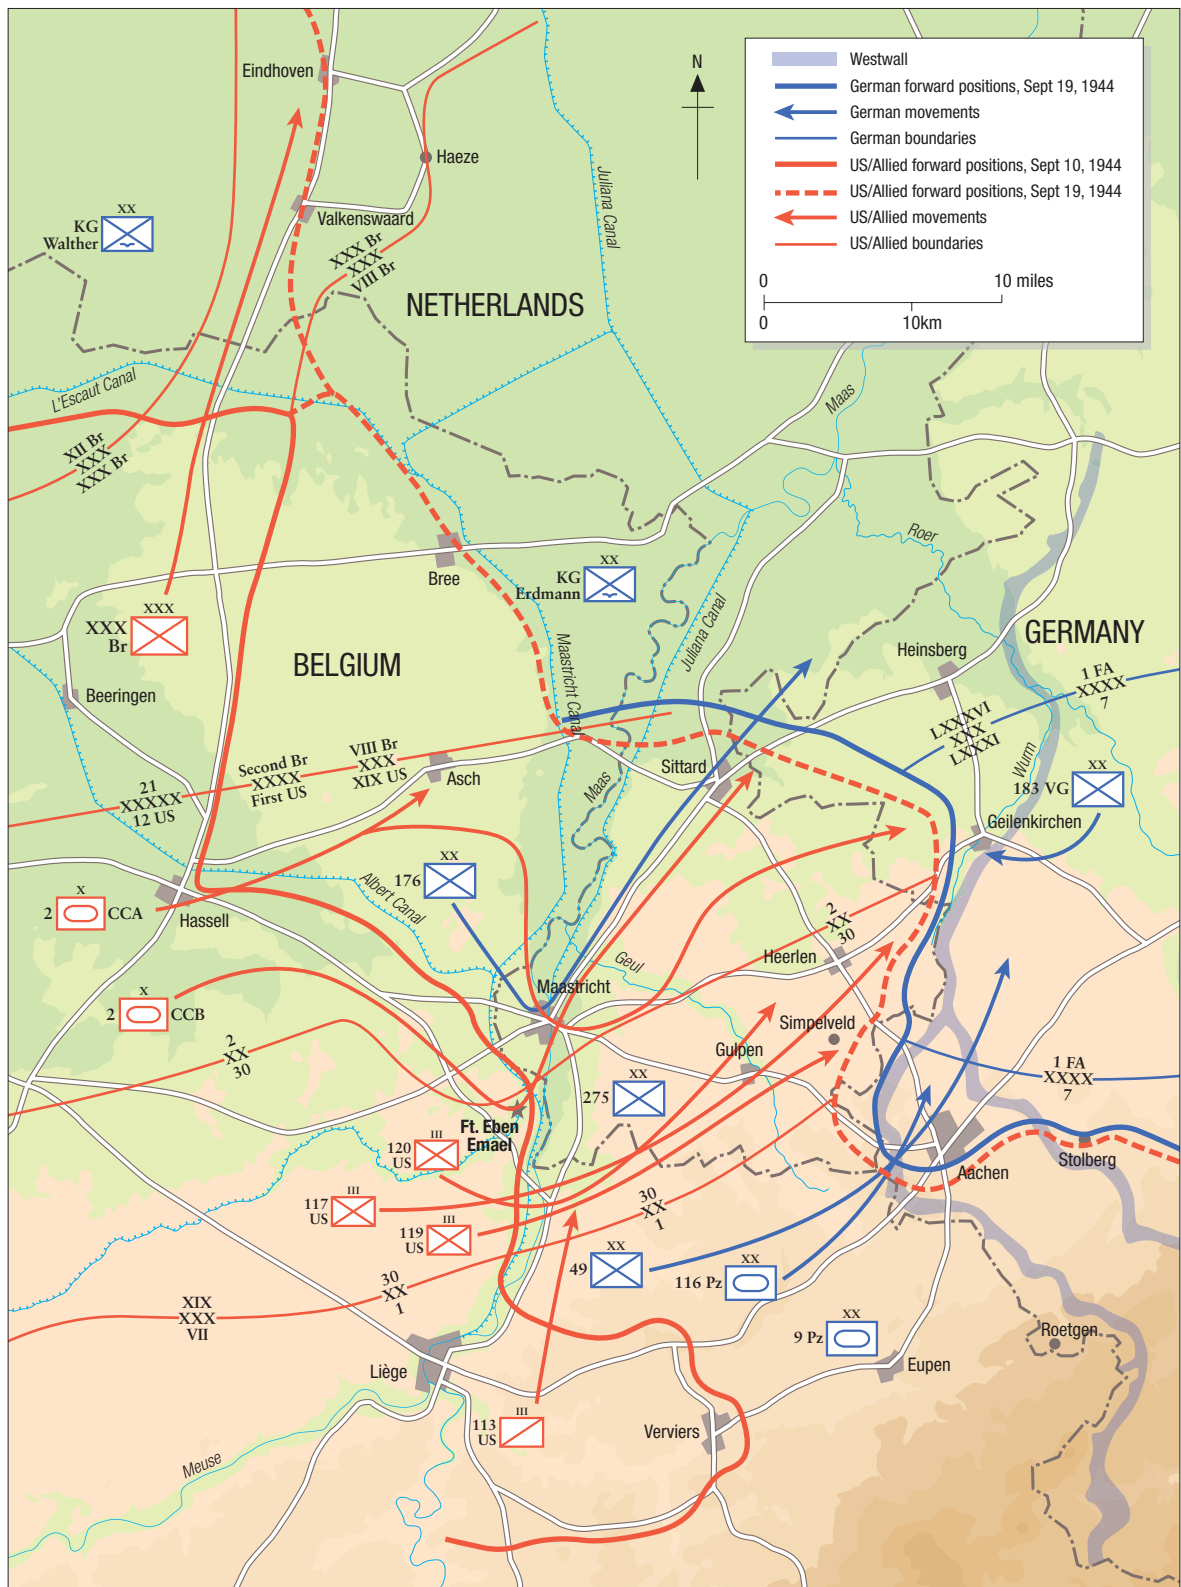 Westwall
German forward positions, Sept 19, 1944
German movements
German boundaries
US/Allied forward positions, Sept 10, 1944
US/Allied forward positions, Sept 19, 1944
US/Allied movements
US/Allied boundaries
0
10 miles
0
10km
N
Eindhoven
Haeze
Juliana Canal
XX
KG
Walther
Valkenswaard
XXX Br
XXX
VIII Br
NETHERLANDS
L'Escaut Canal
Maas
XII Br
XXX
XXX Br
Roer
Bree
XX
KG
Erdmann
XXX
XXX
Br
BELGIUM
Maastricht Canal
Juliana Canal
Heinsberg
GERMANY
1 FA
XXXX
7
Beeringen
LXXXVI
XXX
LXXXI
Wurm
VIII Br
XXX
XIX US
Second Br
XXXX
First US
21
XXXXX
12 US
Asch
Maas
Sittard
XX
183 VG
Geilenkirchen
XX
176
Albert Canal
X
2
CCA
Hassell
2
XX
30
Heerlen
Geul
Maastricht
X
2
CCB
2
XX
30
Simpelveld
Gulpen
1 FA
XXXX
7
XX
275
Ft. Eben
Emael
III
120
US
Aachen
Stolberg
III
117
US
III
119
US
30
XX
1
XX
49
XX
116 Pz
30
XX
1
XIX
XXX
VII
XX
9 Pz
Roetgen
Eupen
Liège
III
113
US
Verviers
Meuse